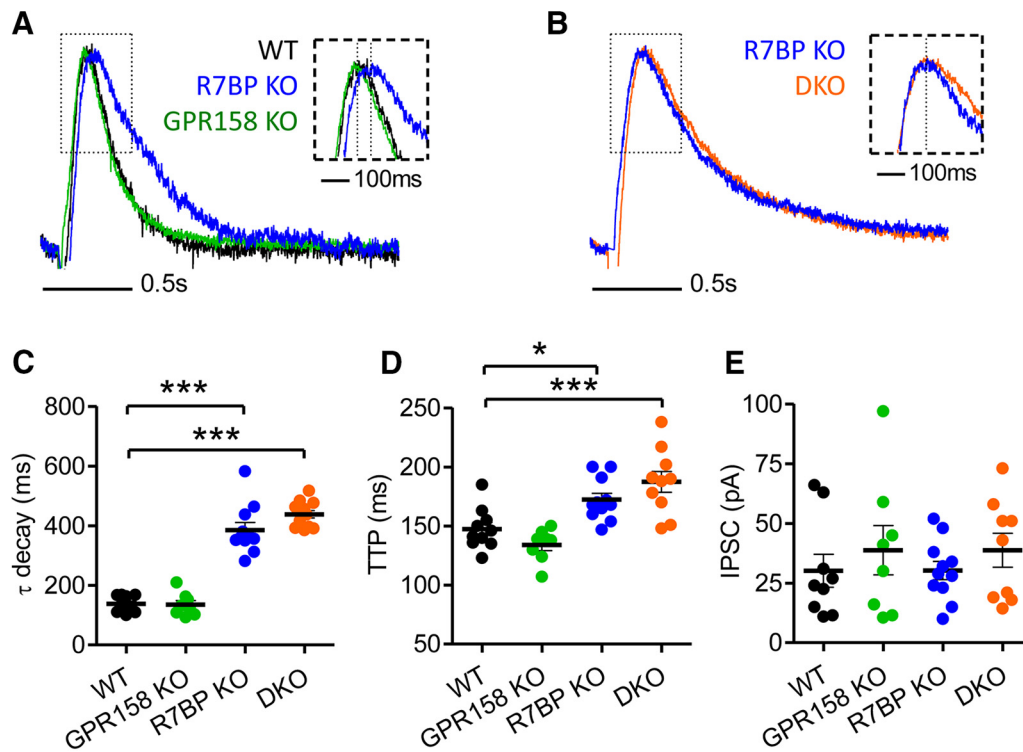 A
WT
R7BP KO
GPR158 KO
100ms
0.5s
B
R7BP KO
DKO
100ms
0.5s
C
***
***
800
600
400
200
0
τ decay (ms)
WT
GPR158 KO
R7BP KO
DKO
D
*
***
250
200
150
100
50
TTP (ms)
WT
GPR158 KO
R7BP KO
DKO
E
100
75
50
25
0
IPSC (pA)
WT
GPR158 KO
R7BP KO
DKO